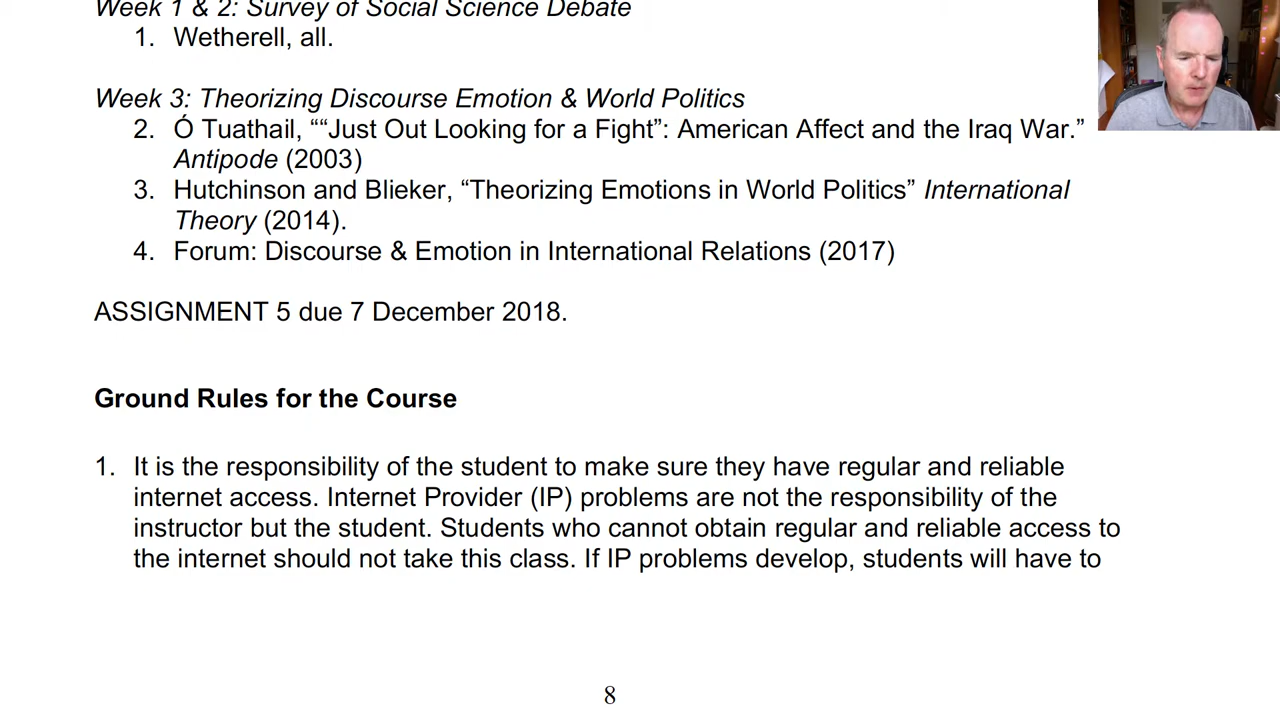 Week 1 & 2: Survey of Social Science Debate
1. Wetherell, all.
Week 3: Theorizing Discourse Emotion & World Politics
2. Ó Tuathail, ““Just Out Looking for a Fight”: American Affect and the Iraq War.”
Antipode (2003)
3. Hutchinson and Blieker, “Theorizing Emotions in World Politics” International
Theory (2014).
4. Forum: Discourse & Emotion in International Relations (2017)
ASSIGNMENT 5 due 7 December 2018.
Ground Rules for the Course
1. It is the responsibility of the student to make sure they have regular and reliable
internet access. Internet Provider (IP) problems are not the responsibility of the
instructor but the student. Students who cannot obtain regular and reliable access to
the internet should not take this class. If IP problems develop, students will have to
8